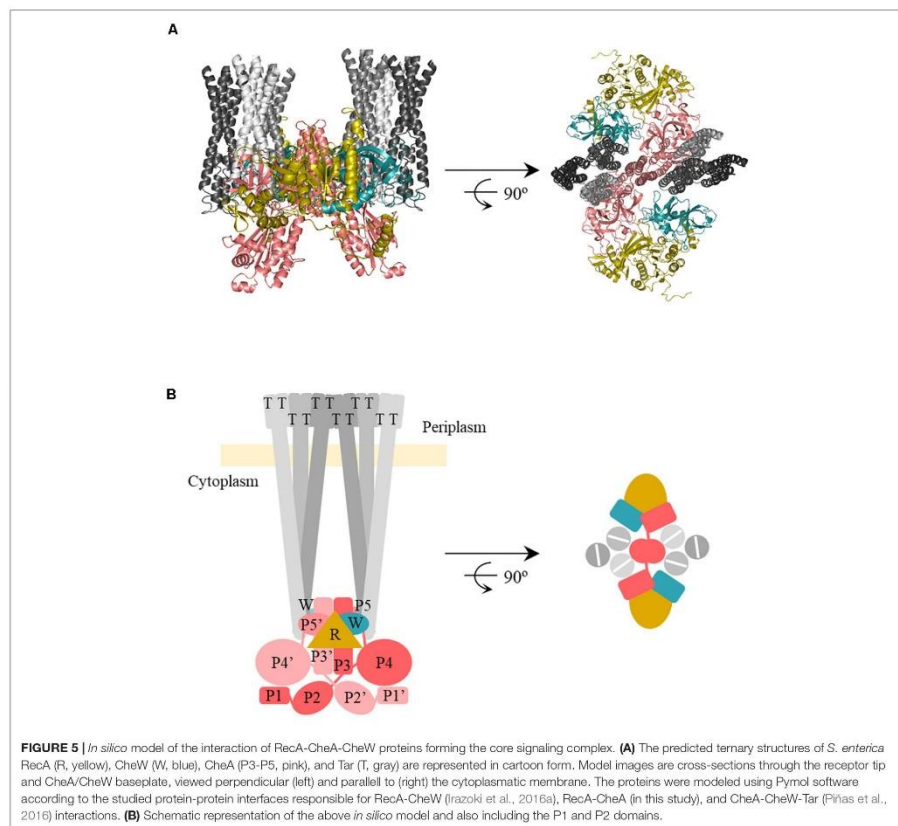 A
90º
B
T T T T T T T T
T T T T T T
Periplasm
Cytoplasm
W P5
P5' W
R
P4' P3' P3 P4
P1 P2 P2' P1'
90º
FIGURE 5 | In silico model of the interaction of RecA-CheA-CheW proteins forming the core signaling complex. (A) The predicted ternary structures of S. enterica
RecA (R, yellow), CheW (W, blue), CheA (P3-P5, pink), and Tar (T, gray) are represented in cartoon form. Model images are cross-sections through the receptor tip
and CheA/CheW baseplate, viewed perpendicular (left) and parallel to (right) the cytoplasmatic membrane. The proteins were modeled using Pymol software
according to the studied protein-protein interfaces responsible for RecA-CheW (Irazoki et al., 2016a), RecA-CheA (in this study), and CheA-CheW-Tar (Piñas et al.,
2016) interactions. (B) Schematic representation of the above in silico model and also including the P1 and P2 domains.